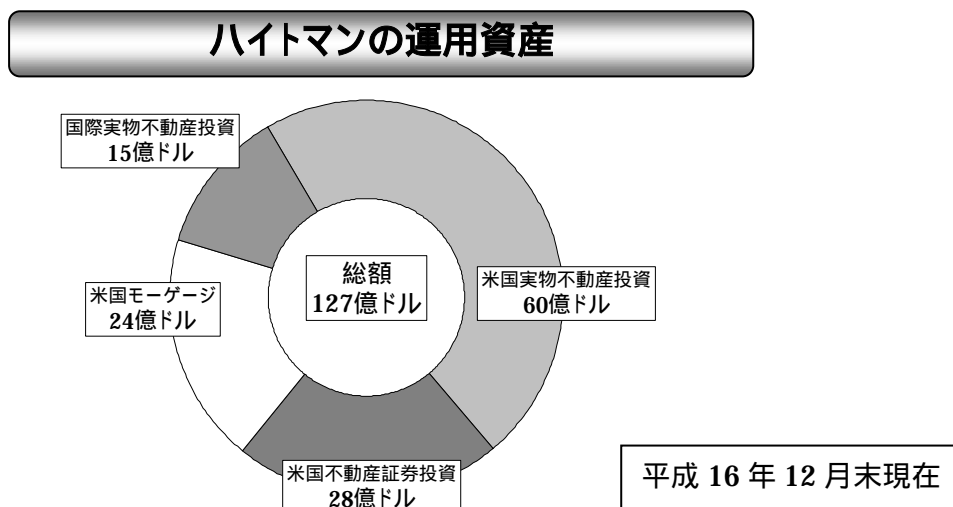 ハイトマンの運用資産
国際実物不動産投資
15億ドル
総額
127億ドル
米国実物不動産投資
60億ドル
米国モーゲージ
24億ドル
米国不動産証券投資
28億ドル
平成 16 年 12 月末現在